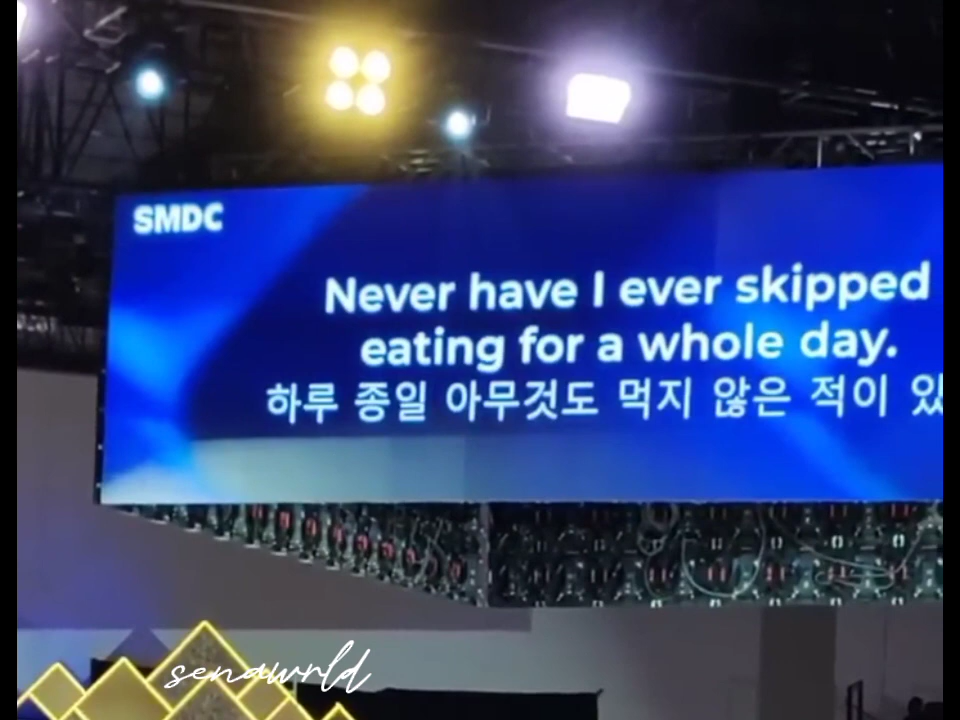 SMDC
Never have I ever skipped
eating for a whole day.
하루 종일 아무것도 먹지 않은 적이
senawrld